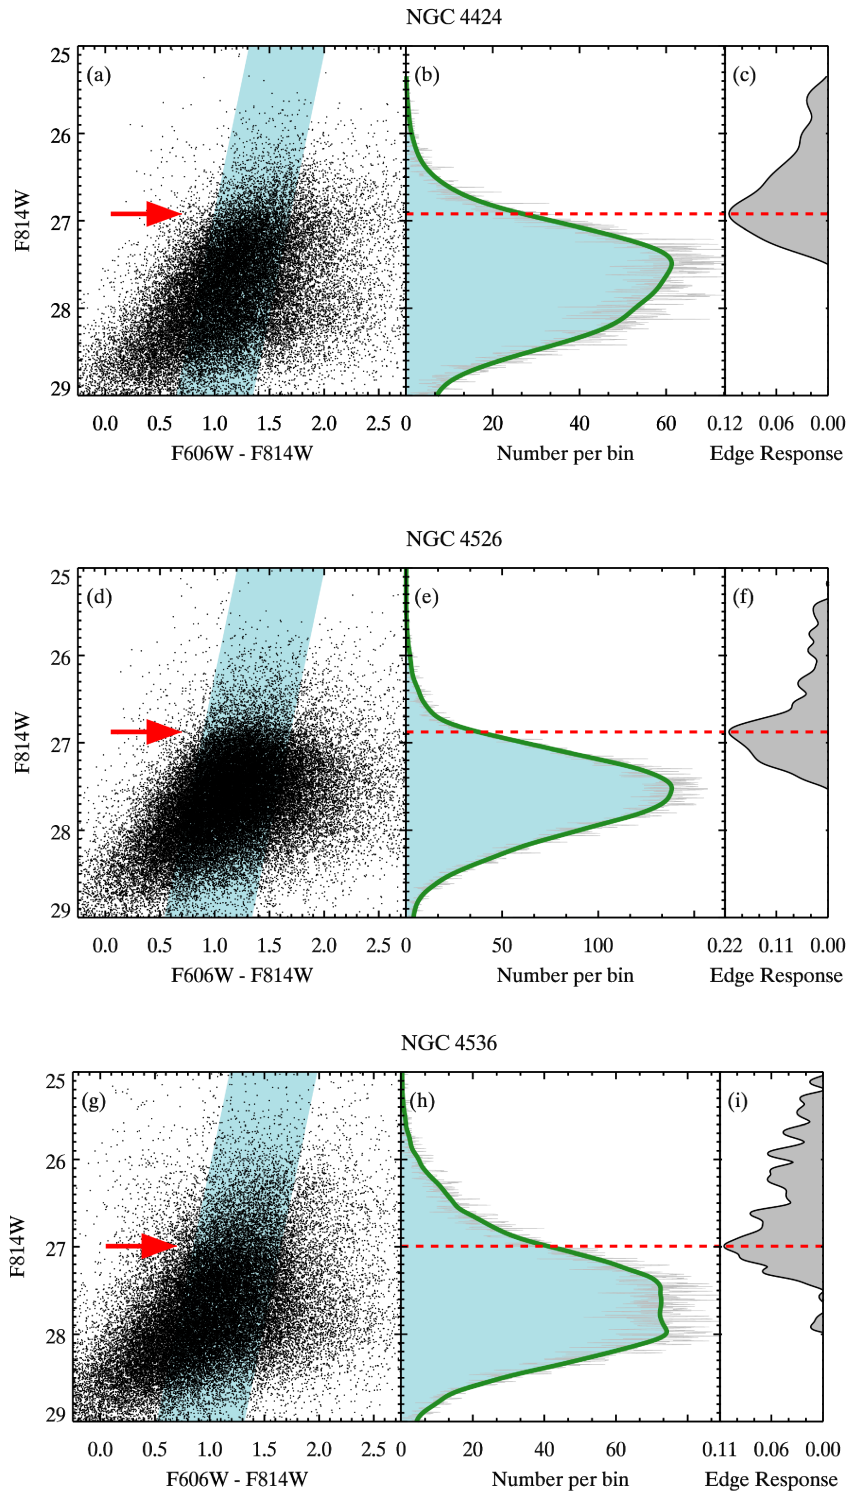 NGC 4424
25
26
27
28
29
F814W
(a)
(b)
(c)
0.0 0.5 1.0 1.5 2.0 2.5 0 20 40 60 0.12 0.06 0.00
F606W - F814W Number per bin Edge Response
NGC 4526
25
26
27
28
29
F814W
(d)
(e)
(f)
0.0 0.5 1.0 1.5 2.0 2.5 0 50 100 0.22 0.11 0.00
F606W - F814W Number per bin Edge Response
NGC 4536
25
26
27
28
29
F814W
(g)
(h)
(i)
0.0 0.5 1.0 1.5 2.0 2.5 0 20 40 60 0.11 0.06 0.00
F606W - F814W Number per bin Edge Response